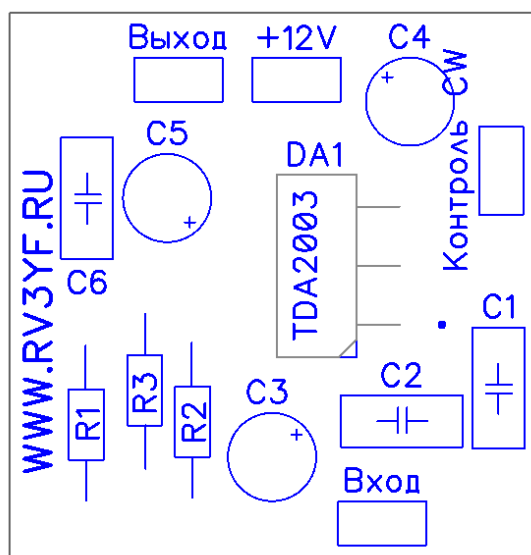 Выход
+12V
C4
Контроль CW
C5
DA1
TDA2003
WWW.RV3YF.RU
C6
C1
C2
R1
R3
R2
C3
Вход